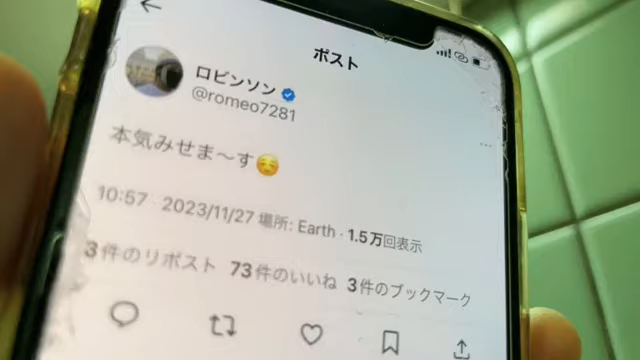 ポスト
ロビンソン
@romeo7281
本気みせま〜す☺️
10:57 · 2023/11/27 場所: Earth · 1.5万回表示
3件のリポスト 73件のいいね 3件のブックマーク